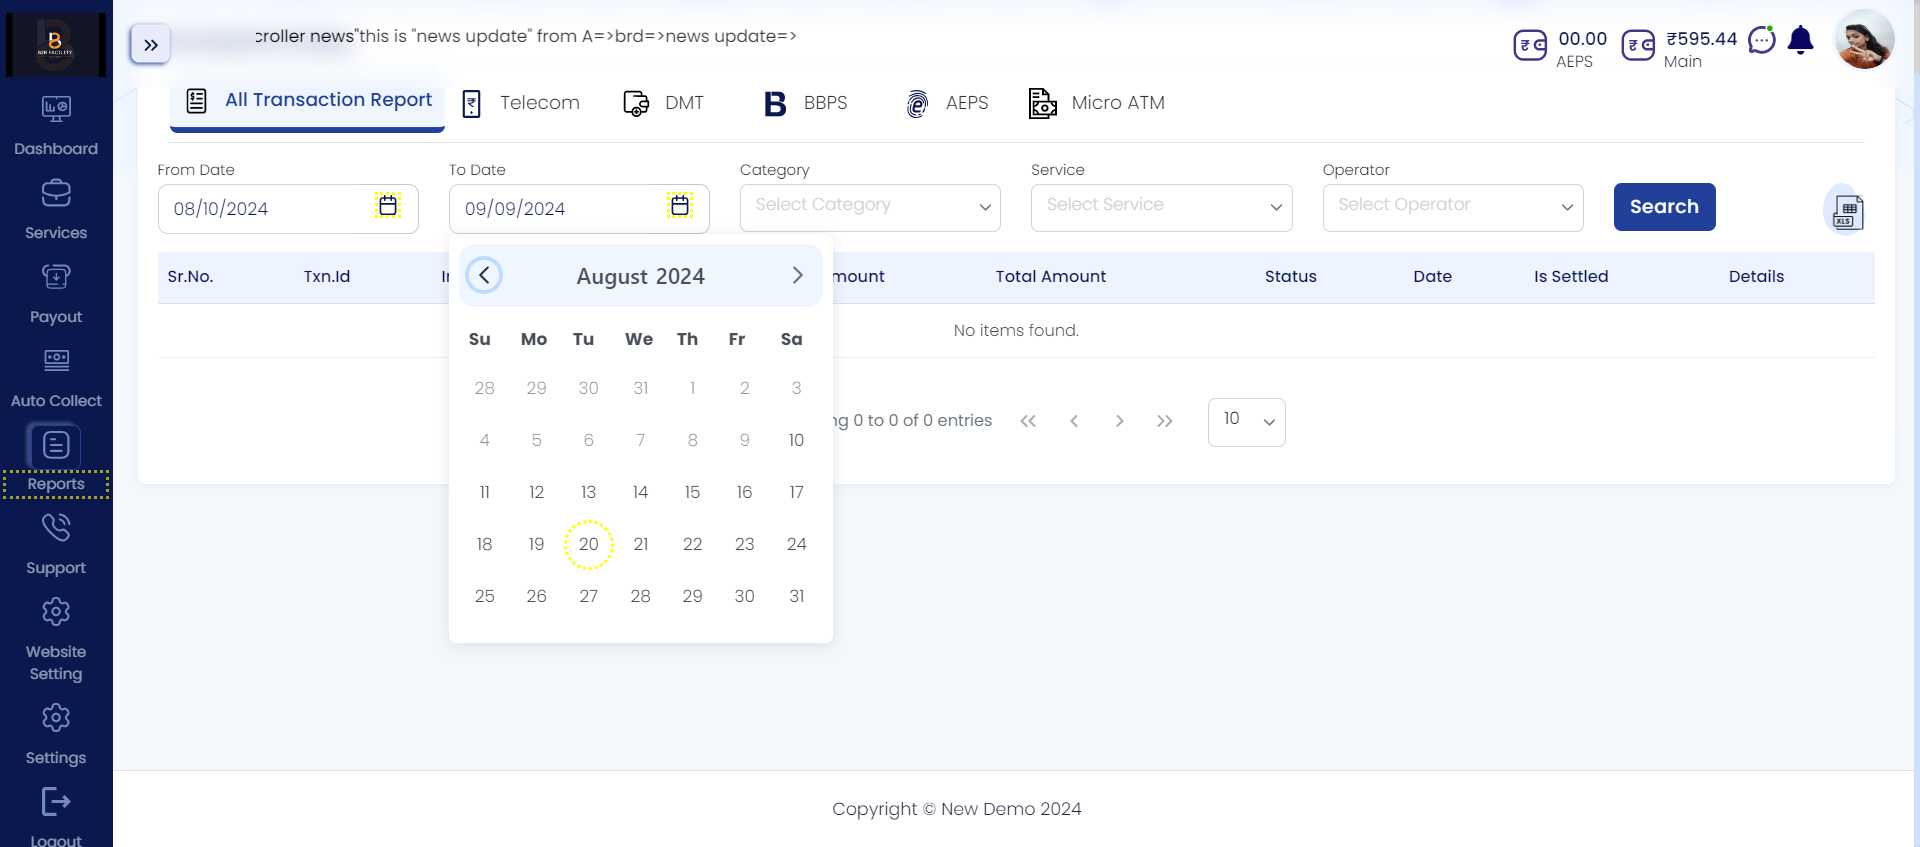 B2B FACILITY
croller news"this is "news update" from A=>brd=>news update=>
00.00
AEPS
₹595.44
Main
All Transaction Report
Telecom
DMT
B
BBPS
AEPS
Micro ATM
Dashboard
Services
Payout
Auto Collect
Reports
Support
Website
Setting
Settings
Logout
From Date
To Date
Category
Service
Operator
08/10/2024
09/09/2024
Select Category
Select Service
Select Operator
Search
XLS
Sr.No.
Txn.Id
mount
Total Amount
Status
Date
Is Settled
Details
No items found.
August 2024
Su Mo Tu We Th Fr Sa
28 29 30 31 1 2 3
4 5 6 7 8 9 10
11 12 13 14 15 16 17
18 19 20 21 22 23 24
25 26 27 28 29 30 31
ng 0 to 0 of 0 entries
10
Copyright © New Demo 2024